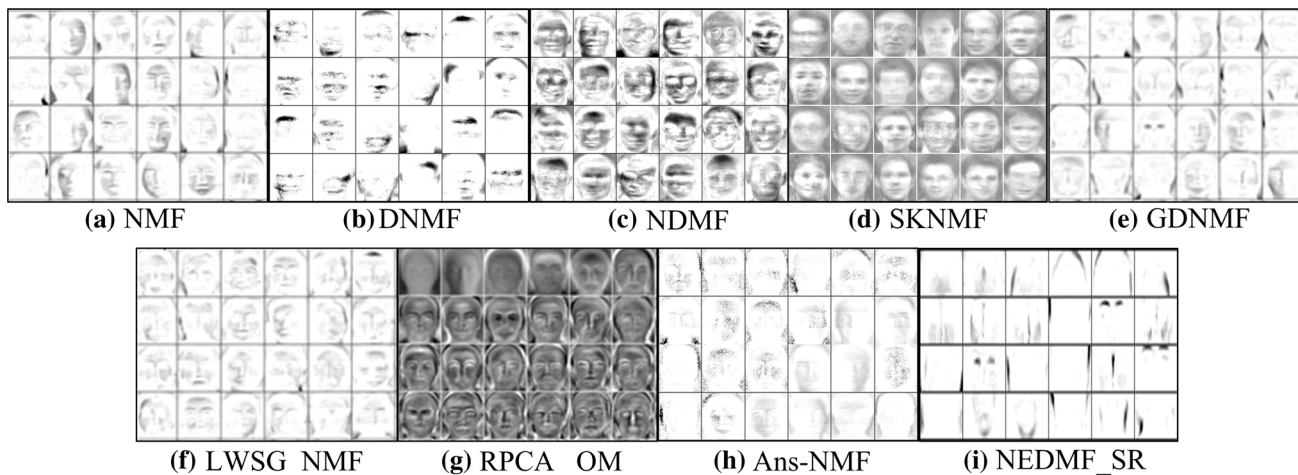 (a) NMF (b) DNMF (c) NDMF (d) SKNMF (e) GDNMF
(f) LWSG NMF (g) RPCA OM (h) Ans-NMF (i) NEDMF_SR